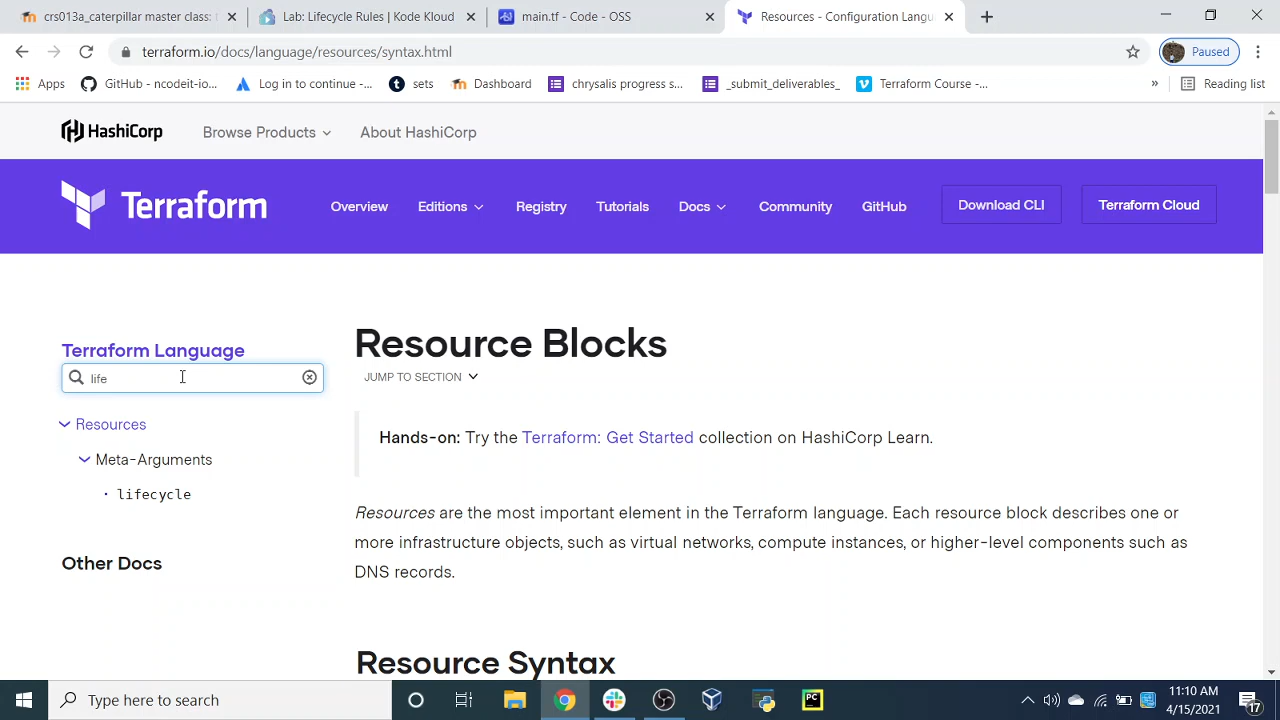 crs013a_caterpillar master class: t
Lab: Lifecycle Rules | Kode Kloud
main.tf - Code - OSS
Resources - Configuration Langu
terraform.io/docs/language/resources/syntax.html
Paused
Apps
GitHub - ncodeit-io...
Log in to continue -...
sets
Dashboard
chrysalis progress s...
_submit_deliverables_
Terraform Course -...
»
Reading list
HashiCorp
Browse Products
About HashiCorp
Terraform
Overview
Editions
Registry
Tutorials
Docs
Community
GitHub
Download CLI
Terraform Cloud
Terraform Language
life
Resources
Meta-Arguments
lifecycle
Other Docs
Resource Blocks
JUMP TO SECTION
Hands-on: Try the Terraform: Get Started collection on HashiCorp Learn.
Resources are the most important element in the Terraform language. Each resource block describes one or
more infrastructure objects, such as virtual networks, compute instances, or higher-level components such as
DNS records.
Resource Syntax
Type here to search
PC
11:10 AM
4/15/2021
17